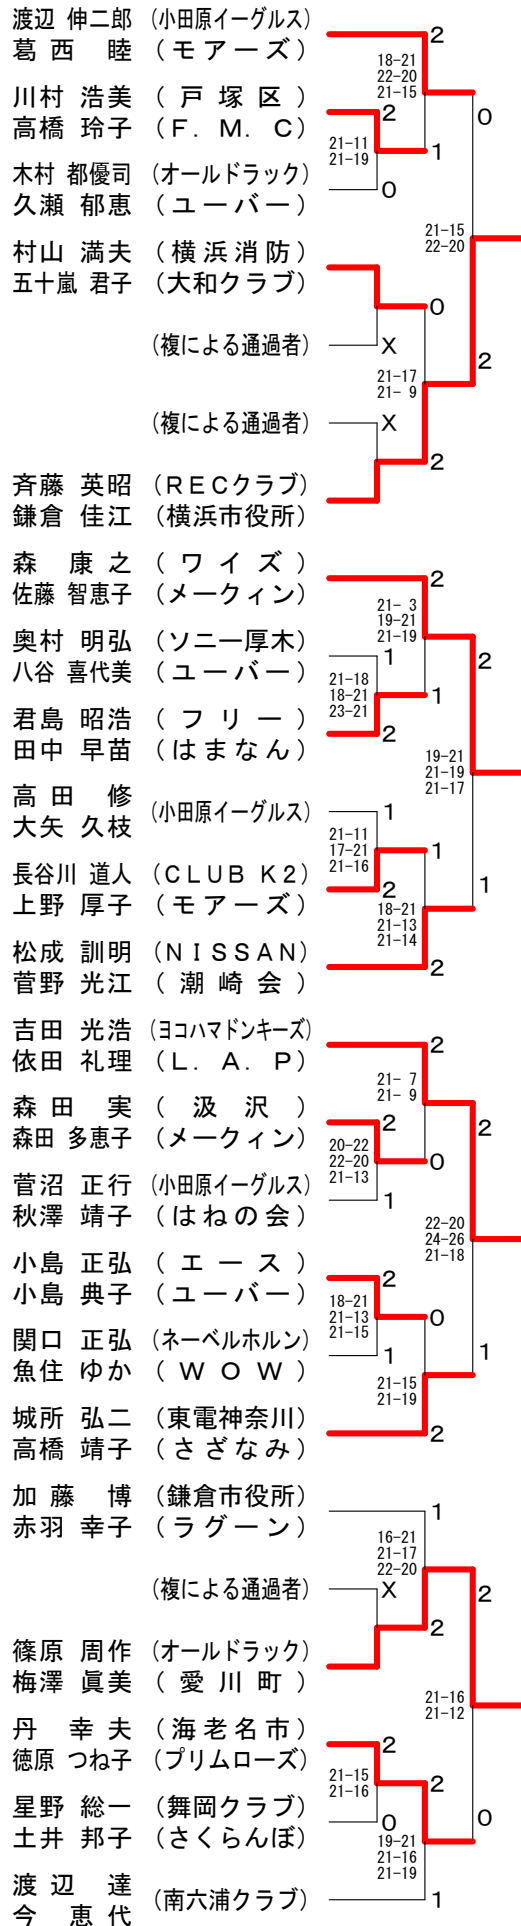 渡辺 伸二郎 (小田原イーグルス) 2
葛西 睦 (モアーズ)
18-21
22-20
21-15
0
川村 浩美 (戸塚区) 2
高橋 玲子 (F. M. C)
21-11
21-19
1
木村 都優司 (オールドラック) 0
久瀬 郁恵 (ユーバー)
21-15
22-20
村山 満夫 (横浜消防)
五十嵐 君子 (大和クラブ)
0
(複による通過者) X
21-17
21- 9
2
(複による通過者) X
2
斉藤 英昭 (RECクラブ)
鎌倉 佳江 (横浜市役所)
森 康之 (ワイズ) 2
佐藤 智恵子 (メークィン)
21- 3
19-21
21-19
2
奥村 明弘 (ソニー厚木) 1
八谷 喜代美 (ユーバー)
21-18
18-21
23-21
1
君島 昭浩 (フリー) 2
田中 早苗 (はまなん)
19-21
21-19
21-17
高田 修 (小田原イーグルス) 1
大矢 久枝
21-11
17-21
21-16
1
長谷川 道人 (CLUB K2) 2
上野 厚子 (モアーズ)
18-21
21-13
21-14
1
松成 訓明 (NISSAN) 2
菅野 光江 (潮崎会)
吉田 光浩 (ヨコハマドンキーズ) 2
依田 礼理 (L. A. P)
21- 7
21- 9
2
森田 実 (汲沢) 2
森田 多恵子 (メークィン)
20-22
22-20
21-13
0
菅沼 正行 (小田原イーグルス) 1
秋澤 靖子 (はねの会)
22-20
24-26
21-18
小島 正弘 (エース) 2
小島 典子 (ユーバー)
18-21
21-13
21-15
0
関口 正弘 (ネーベルホルン) 1
魚住 ゆか (WOW)
21-15
21-19
1
城所 弘二 (東電神奈川) 2
高橋 靖子 (さざなみ)
加藤 博 (鎌倉市役所) 1
赤羽 幸子 (ラグーン)
16-21
21-17
22-20
2
(複による通過者) X
2
篠原 周作 (オールドラック)
梅澤 眞美 (愛川町)
21-16
21-12
丹 幸夫 (海老名市) 2
徳原 つね子 (プリムローズ)
21-15
21-16
2
星野 総一 (舞岡クラブ) 0
土井 邦子 (さくらんぼ)
19-21
21-16
21-19
0
渡辺 達 (南六浦クラブ) 1
今 恵代